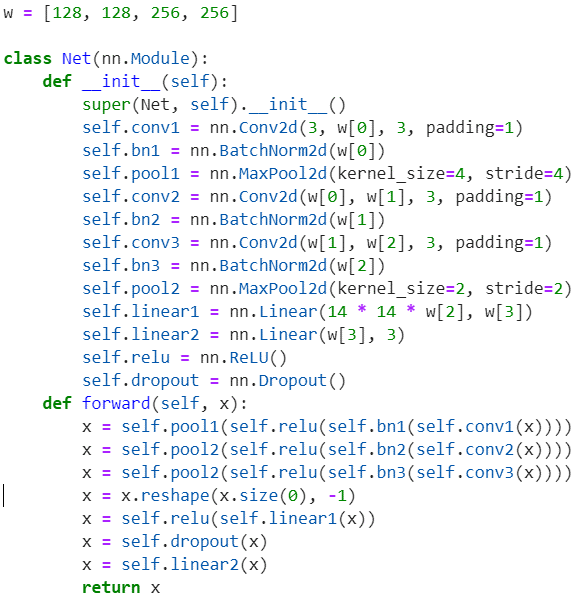 w = [128, 128, 256, 256]

class Net(nn.Module):
    def __init__(self):
        super(Net, self).__init__()
        self.conv1 = nn.Conv2d(3, w[0], 3, padding=1)
        self.bn1 = nn.BatchNorm2d(w[0])
        self.pool1 = nn.MaxPool2d(kernel_size=4, stride=4)
        self.conv2 = nn.Conv2d(w[0], w[1], 3, padding=1)
        self.bn2 = nn.BatchNorm2d(w[1])
        self.conv3 = nn.Conv2d(w[1], w[2], 3, padding=1)
        self.bn3 = nn.BatchNorm2d(w[2])
        self.pool2 = nn.MaxPool2d(kernel_size=2, stride=2)
        self.linear1 = nn.Linear(14 * 14 * w[2], w[3])
        self.linear2 = nn.Linear(w[3], 3)
        self.relu = nn.ReLU()
        self.dropout = nn.Dropout()
    def forward(self, x):
        x = self.pool1(self.relu(self.bn1(self.conv1(x))))
        x = self.pool2(self.relu(self.bn2(self.conv2(x))))
        x = self.pool2(self.relu(self.bn3(self.conv3(x))))
        x = x.reshape(x.size(0), -1)
        x = self.relu(self.linear1(x))
        x = self.dropout(x)
        x = self.linear2(x)
        return x